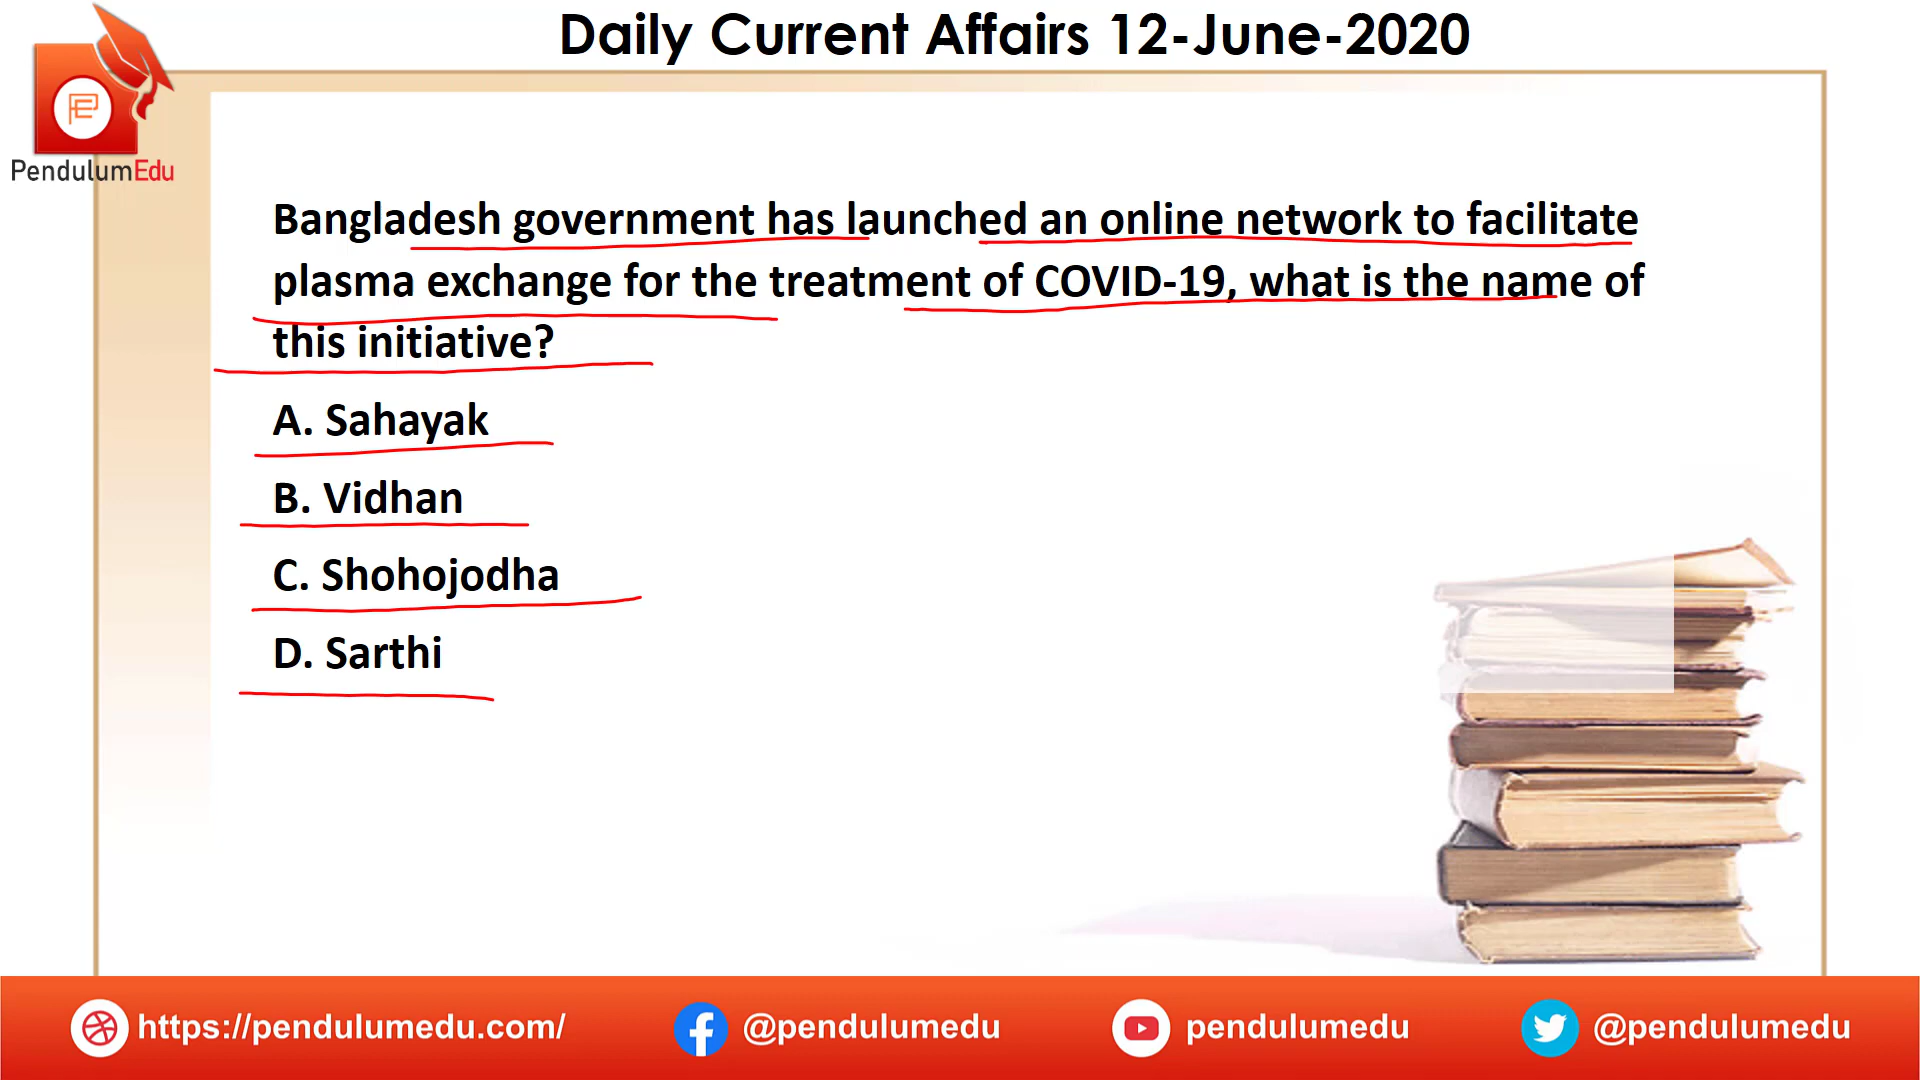 Daily Current Affairs 12-June-2020
PendulumEdu
Bangladesh government has launched an online network to facilitate
plasma exchange for the treatment of COVID-19, what is the name of
this initiative?
A. Sahayak
B. Vidhan
C. Shohojodha
D. Sarthi
https://pendulumedu.com/
@pendulumedu
pendulumedu
@pendulumedu